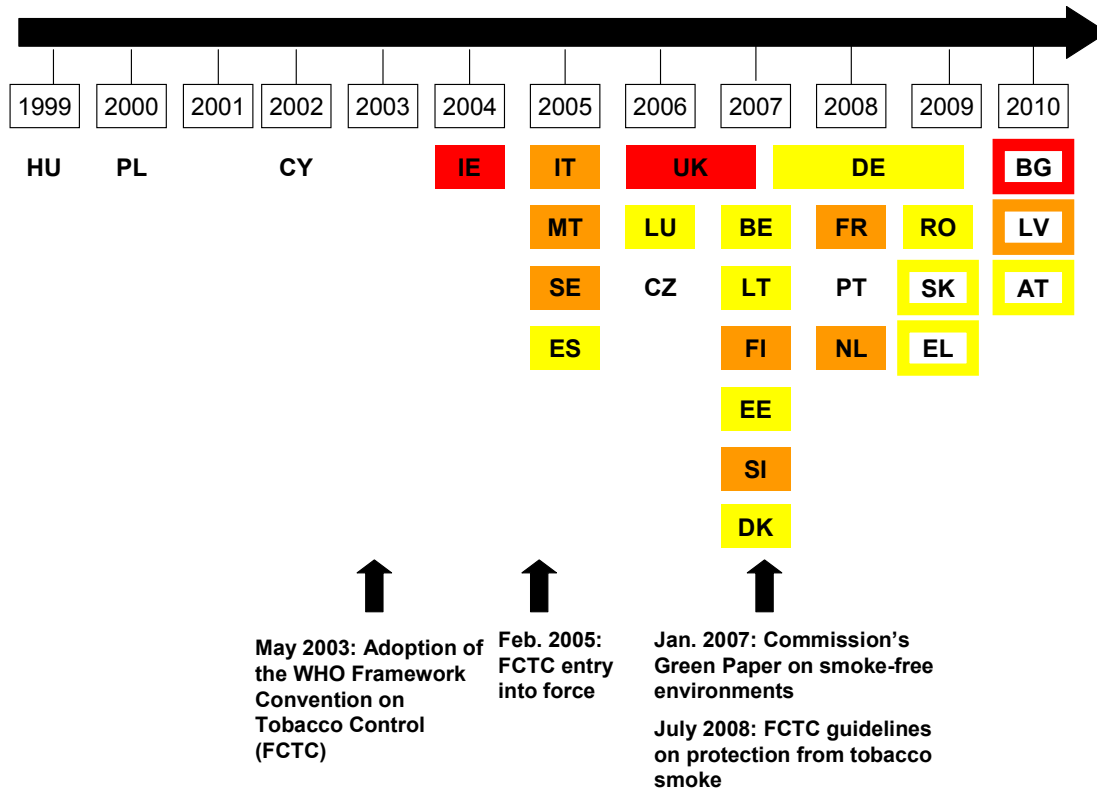 1999 2000 2001 2002 2003 2004 2005 2006 2007 2008 2009 2010
HU PL CY IE IT UK DE BG
MT LU BE FR RO LV
SE CZ LT PT SK AT
ES FI NL EL
EE
SI
DK
May 2003: Adoption of
the WHO Framework
Convention on
Tobacco Control
(FCTC)
Feb. 2005:
FCTC entry
into force
Jan. 2007: Commission's
Green Paper on smoke-free
environments
July 2008: FCTC guidelines
on protection from tobacco
smoke